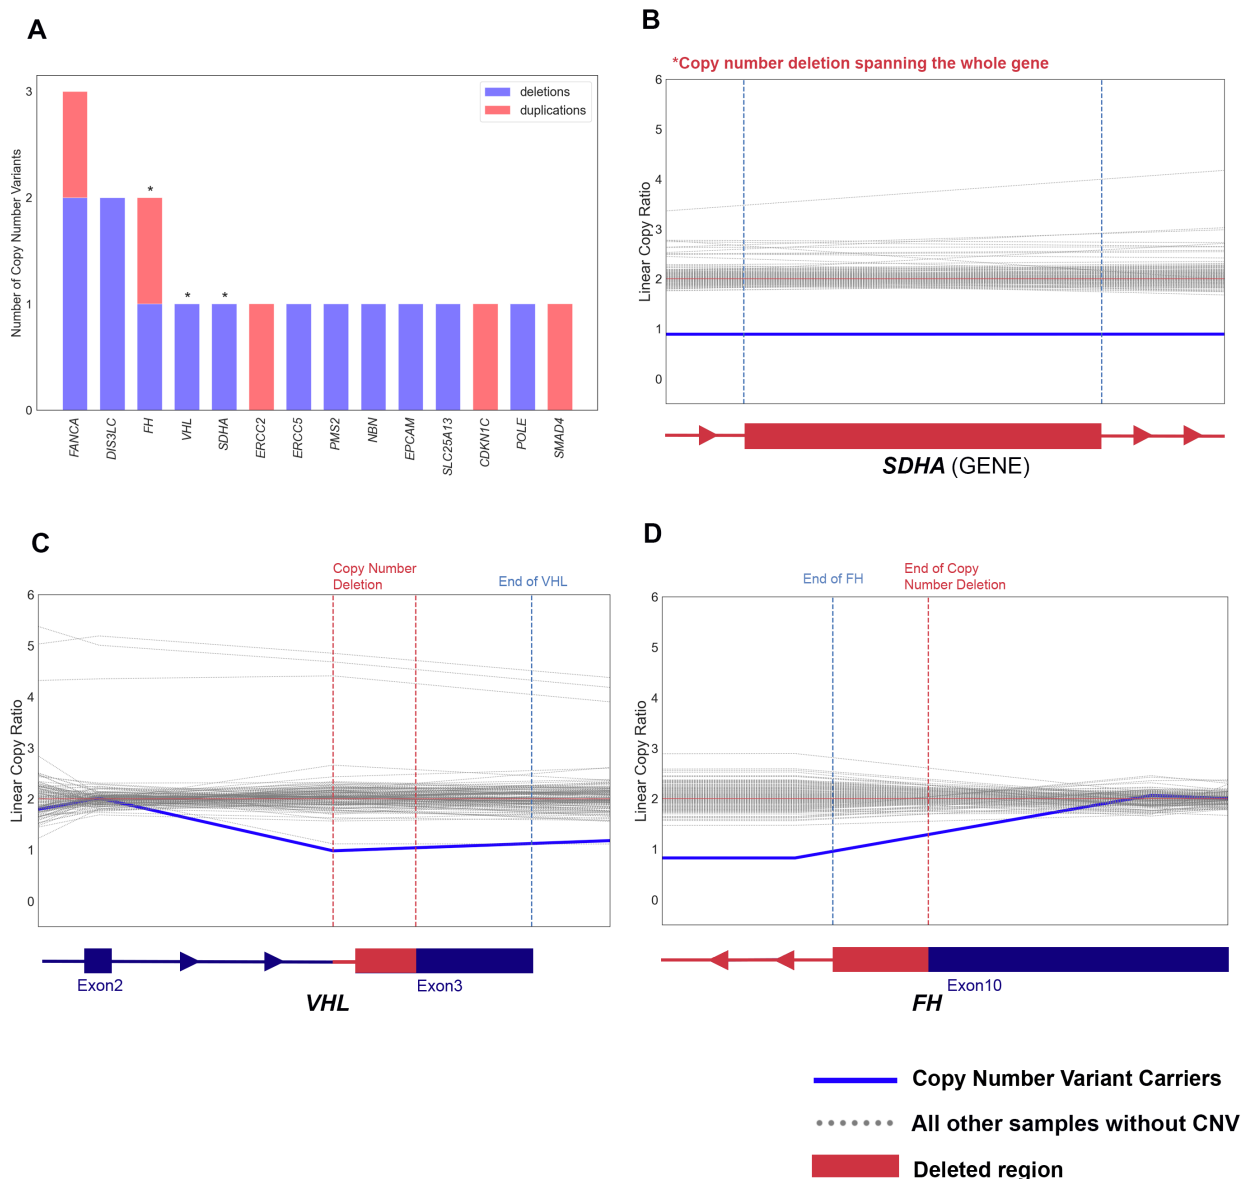 A
Number of Copy Number Variants
3
2
1
0
deletions
duplications
*
*
*
FANCA
DIS3LC
FH
VHL
SDHA
ERCC2
ERCC5
PMS2
NBN
EPCAM
SLC25A13
CDKN1C
POLE
SMAD4
B
*Copy number deletion spanning the whole gene
Linear Copy Ratio
6
5
4
3
2
1
0
SDHA (GENE)
C
Copy Number
Deletion
End of VHL
Linear Copy Ratio
6
5
4
3
2
1
0
Exon2
Exon3
VHL
D
End of FH
End of Copy
Number Deletion
Linear Copy Ratio
6
5
4
3
2
1
0
Exon10
FH
Copy Number Variant Carriers
All other samples without CNV
Deleted region